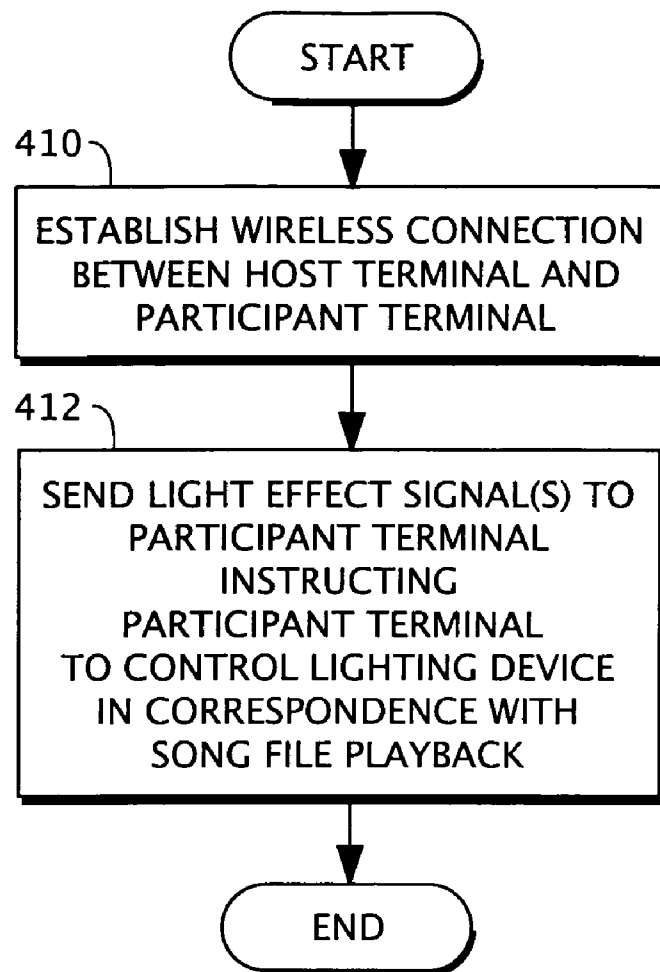 START
410
ESTABLISH WIRELESS CONNECTION
BETWEEN HOST TERMINAL AND
PARTICIPANT TERMINAL
412
SEND LIGHT EFFECT SIGNAL(S) TO
PARTICIPANT TERMINAL
INSTRUCTING
PARTICIPANT TERMINAL
TO CONTROL LIGHTING DEVICE
IN CORRESPONDENCE WITH
SONG FILE PLAYBACK
END